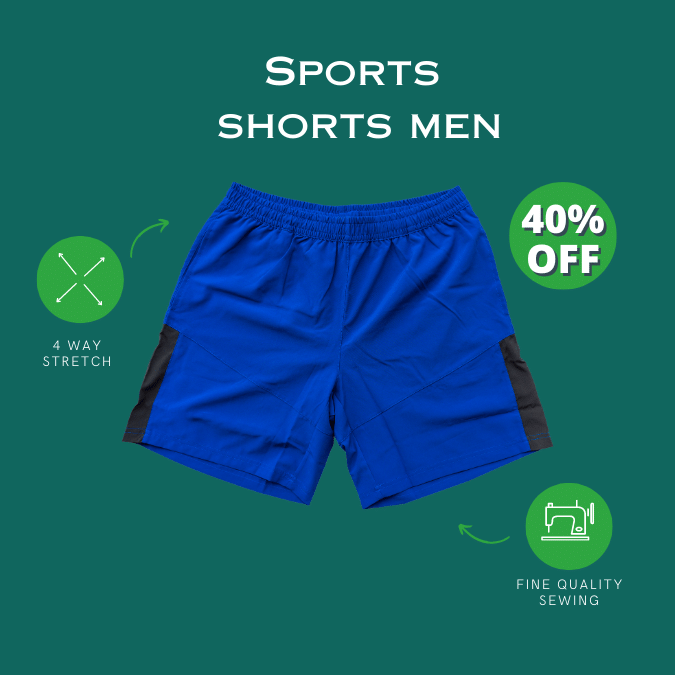 Sports
shorts men
40%
OFF
4 WAY
STRETCH
FINE QUALITY
SEWING